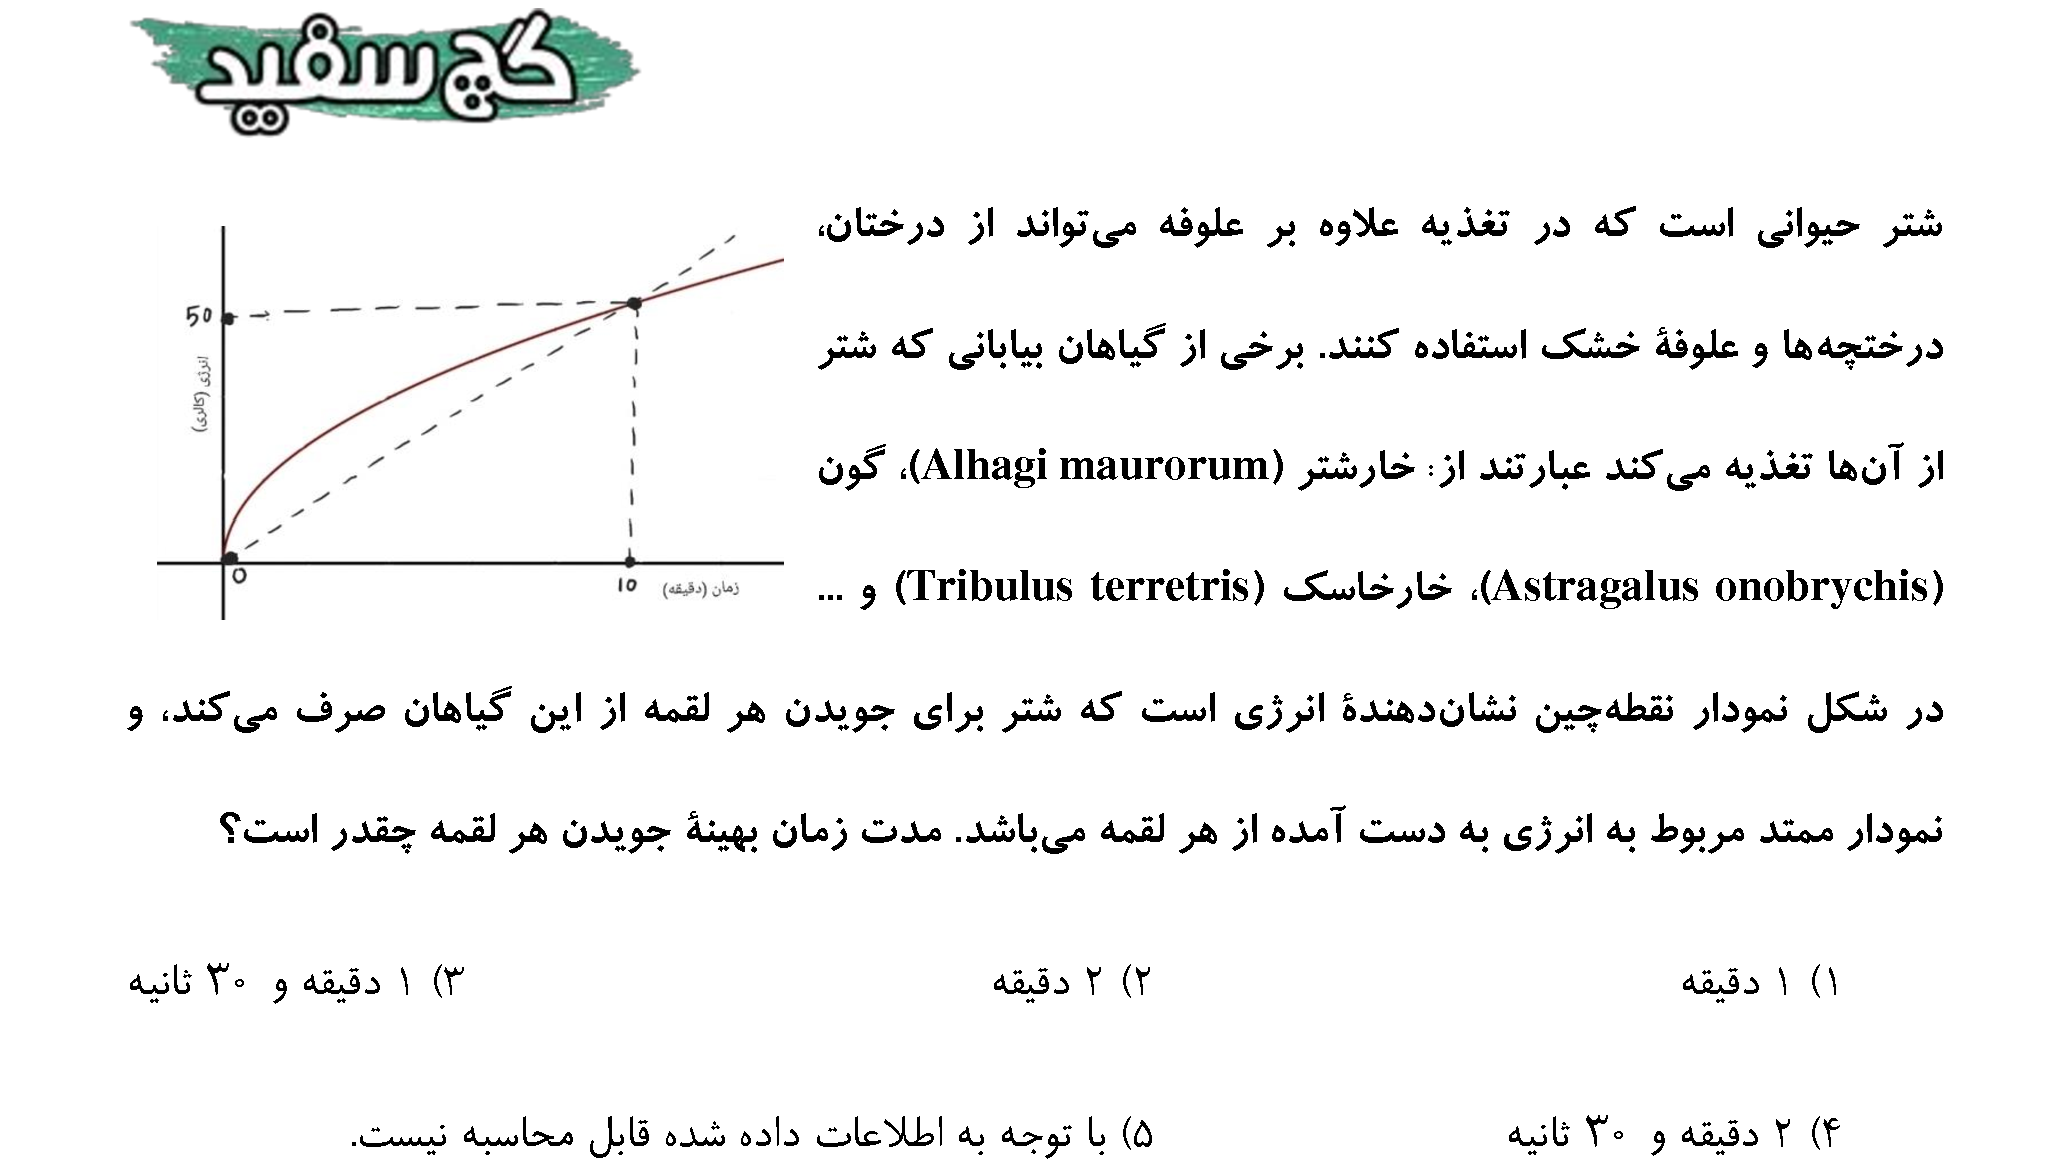 گچ سفید
شتر حیوانی است که در تغذیه علاوه بر علوفه می‌تواند از درختان،
درختچه‌ها و علوفهٔ خشک استفاده کنند. برخی از گیاهان بیابانی که شتر
از آن‌ها تغذیه می‌کند عبارتند از: خارشتر (Alhagi maurorum)، گون
(Astragalus onobrychis)، خارخاسک (Tribulus terretris) و ...
50
انرژی (کالری)
0
10
زمان (دقیقه)
در شکل نمودار نقطه‌چین نشان‌دهندهٔ انرژی است که شتر برای جویدن هر لقمه از این گیاهان صرف می‌کند، و
نمودار ممتد مربوط به انرژی به دست آمده از هر لقمه می‌باشد. مدت زمان بهینهٔ جویدن هر لقمه چقدر است؟
۱) ۱ دقیقه
۲) ۲ دقیقه
۳) ۱ دقیقه و ۳۰ ثانیه
۴) ۲ دقیقه و ۳۰ ثانیه
۵) با توجه به اطلاعات داده شده قابل محاسبه نیست.